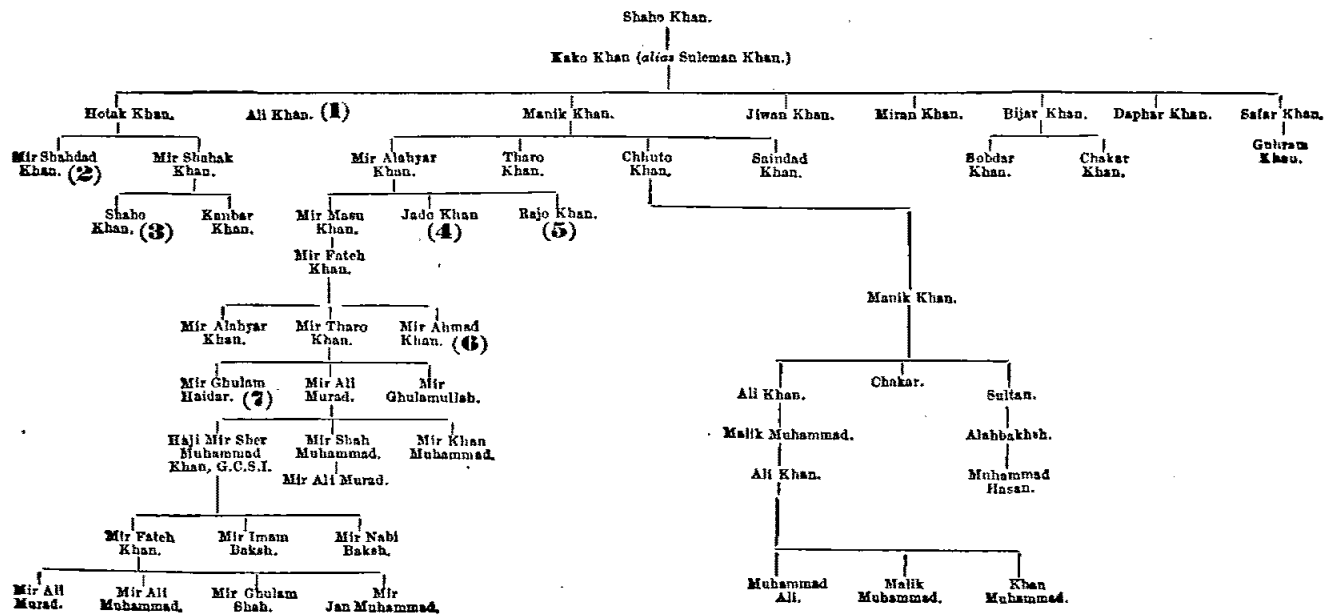 Shaho Khan.
Kako Khan (alias Suleman Khan.)
Hotak Khan. Ali Khan. (1) Manik Khan. Jiwan Khan. Miran Khan. Bijar Khan. Daphar Khan. Safar Khan.
Mir Shahdad Mir Shahak Mir Alahyar Tharo Chhuto Saindad Sobdar Chakar Guhram
Khan. (2) Khan. Khan. Khan. Khan. Khan. Khan. Khan. Khan.
Shaho Kanbar Mir Masu Jado Khan Rajo Khan.
Khan. (3) Khan. Khan. (4) (5)
Mir Fateh
Khan.
Manik Khan.
Mir Alahyar Mir Tharo Mir Ahmad
Khan. Khan. Khan. (6)
Mir Ghulam Mir Ali Mir Chakar.
Haidar. (7) Murad. Ghulamullah. Ali Khan. Sultan.
Haji Mir Sher Mir Shah Mir Khan Malik Muhammad. Alahbakhsh.
Muhammad Muhammad. Muhammad.
Khan, G.C.S.I. Ali Khan. Muhammad
Mir Ali Murad. Hasan.
Mir Fateh Mir Imam Mir Nabi
Khan. Baksh. Baksh.
Mir Ali Mir Ali Mir Ghulam Mir Muhammad Malik Khan
Murad. Muhammad. Shah. Jan Muhammad. Ali. Muhammad. Muhammad.